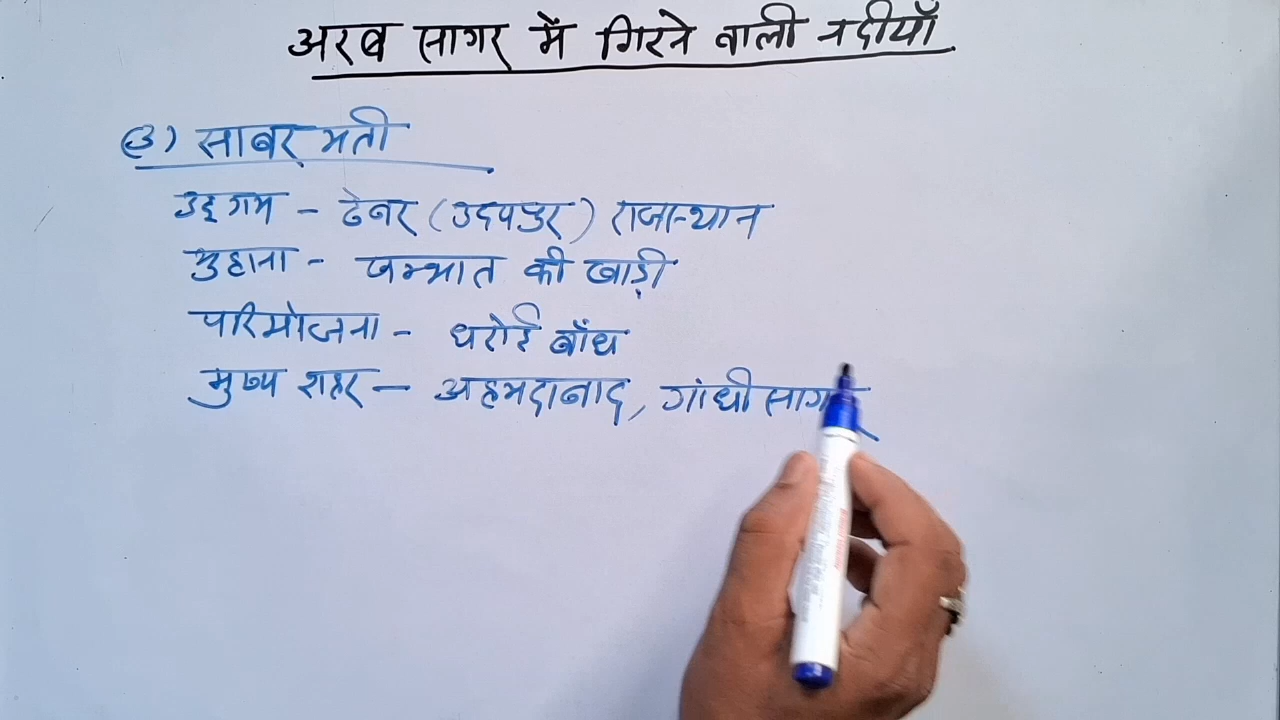 अरब सागर में गिरने वाली नदीयाँ
(3) साबरमती
उद्गम - ढेबर (उदयपुर) राजस्थान
मुहाना - खम्भात की खाड़ी
परियोजना - धरोई बाँध
मुख्य शहर - अहमदाबाद, गांधी सागर